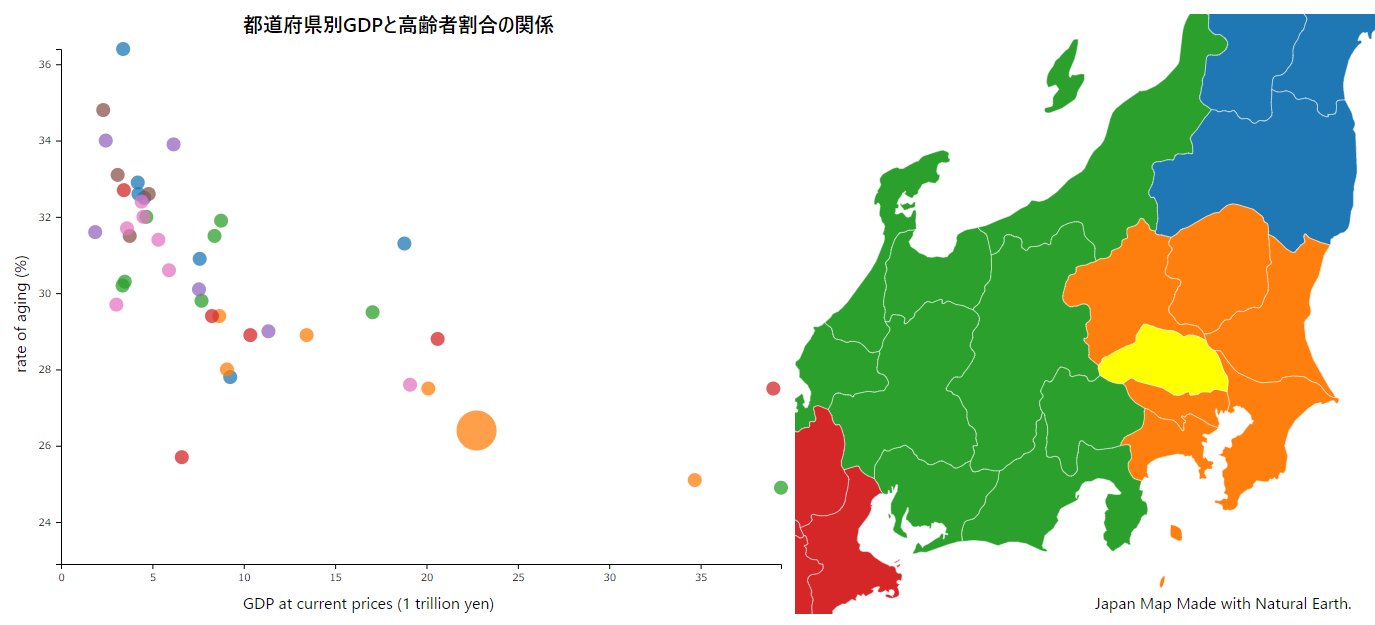 都道府県別GDPと高齢者割合の関係
36
34
32
30
28
26
24
rate of aging (%)
0 5 10 15 20 25 30 35
GDP at current prices (1 trillion yen)
Japan Map Made with Natural Earth.